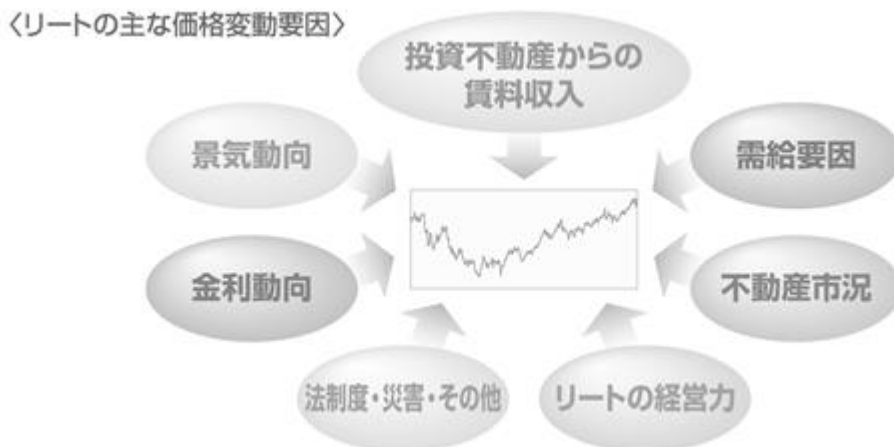 〈リートの主な価格変動要因〉
投資不動産からの
賃料収入
景気動向
需給要因
金利動向
不動産市況
法制度・災害・その他
リートの経営力